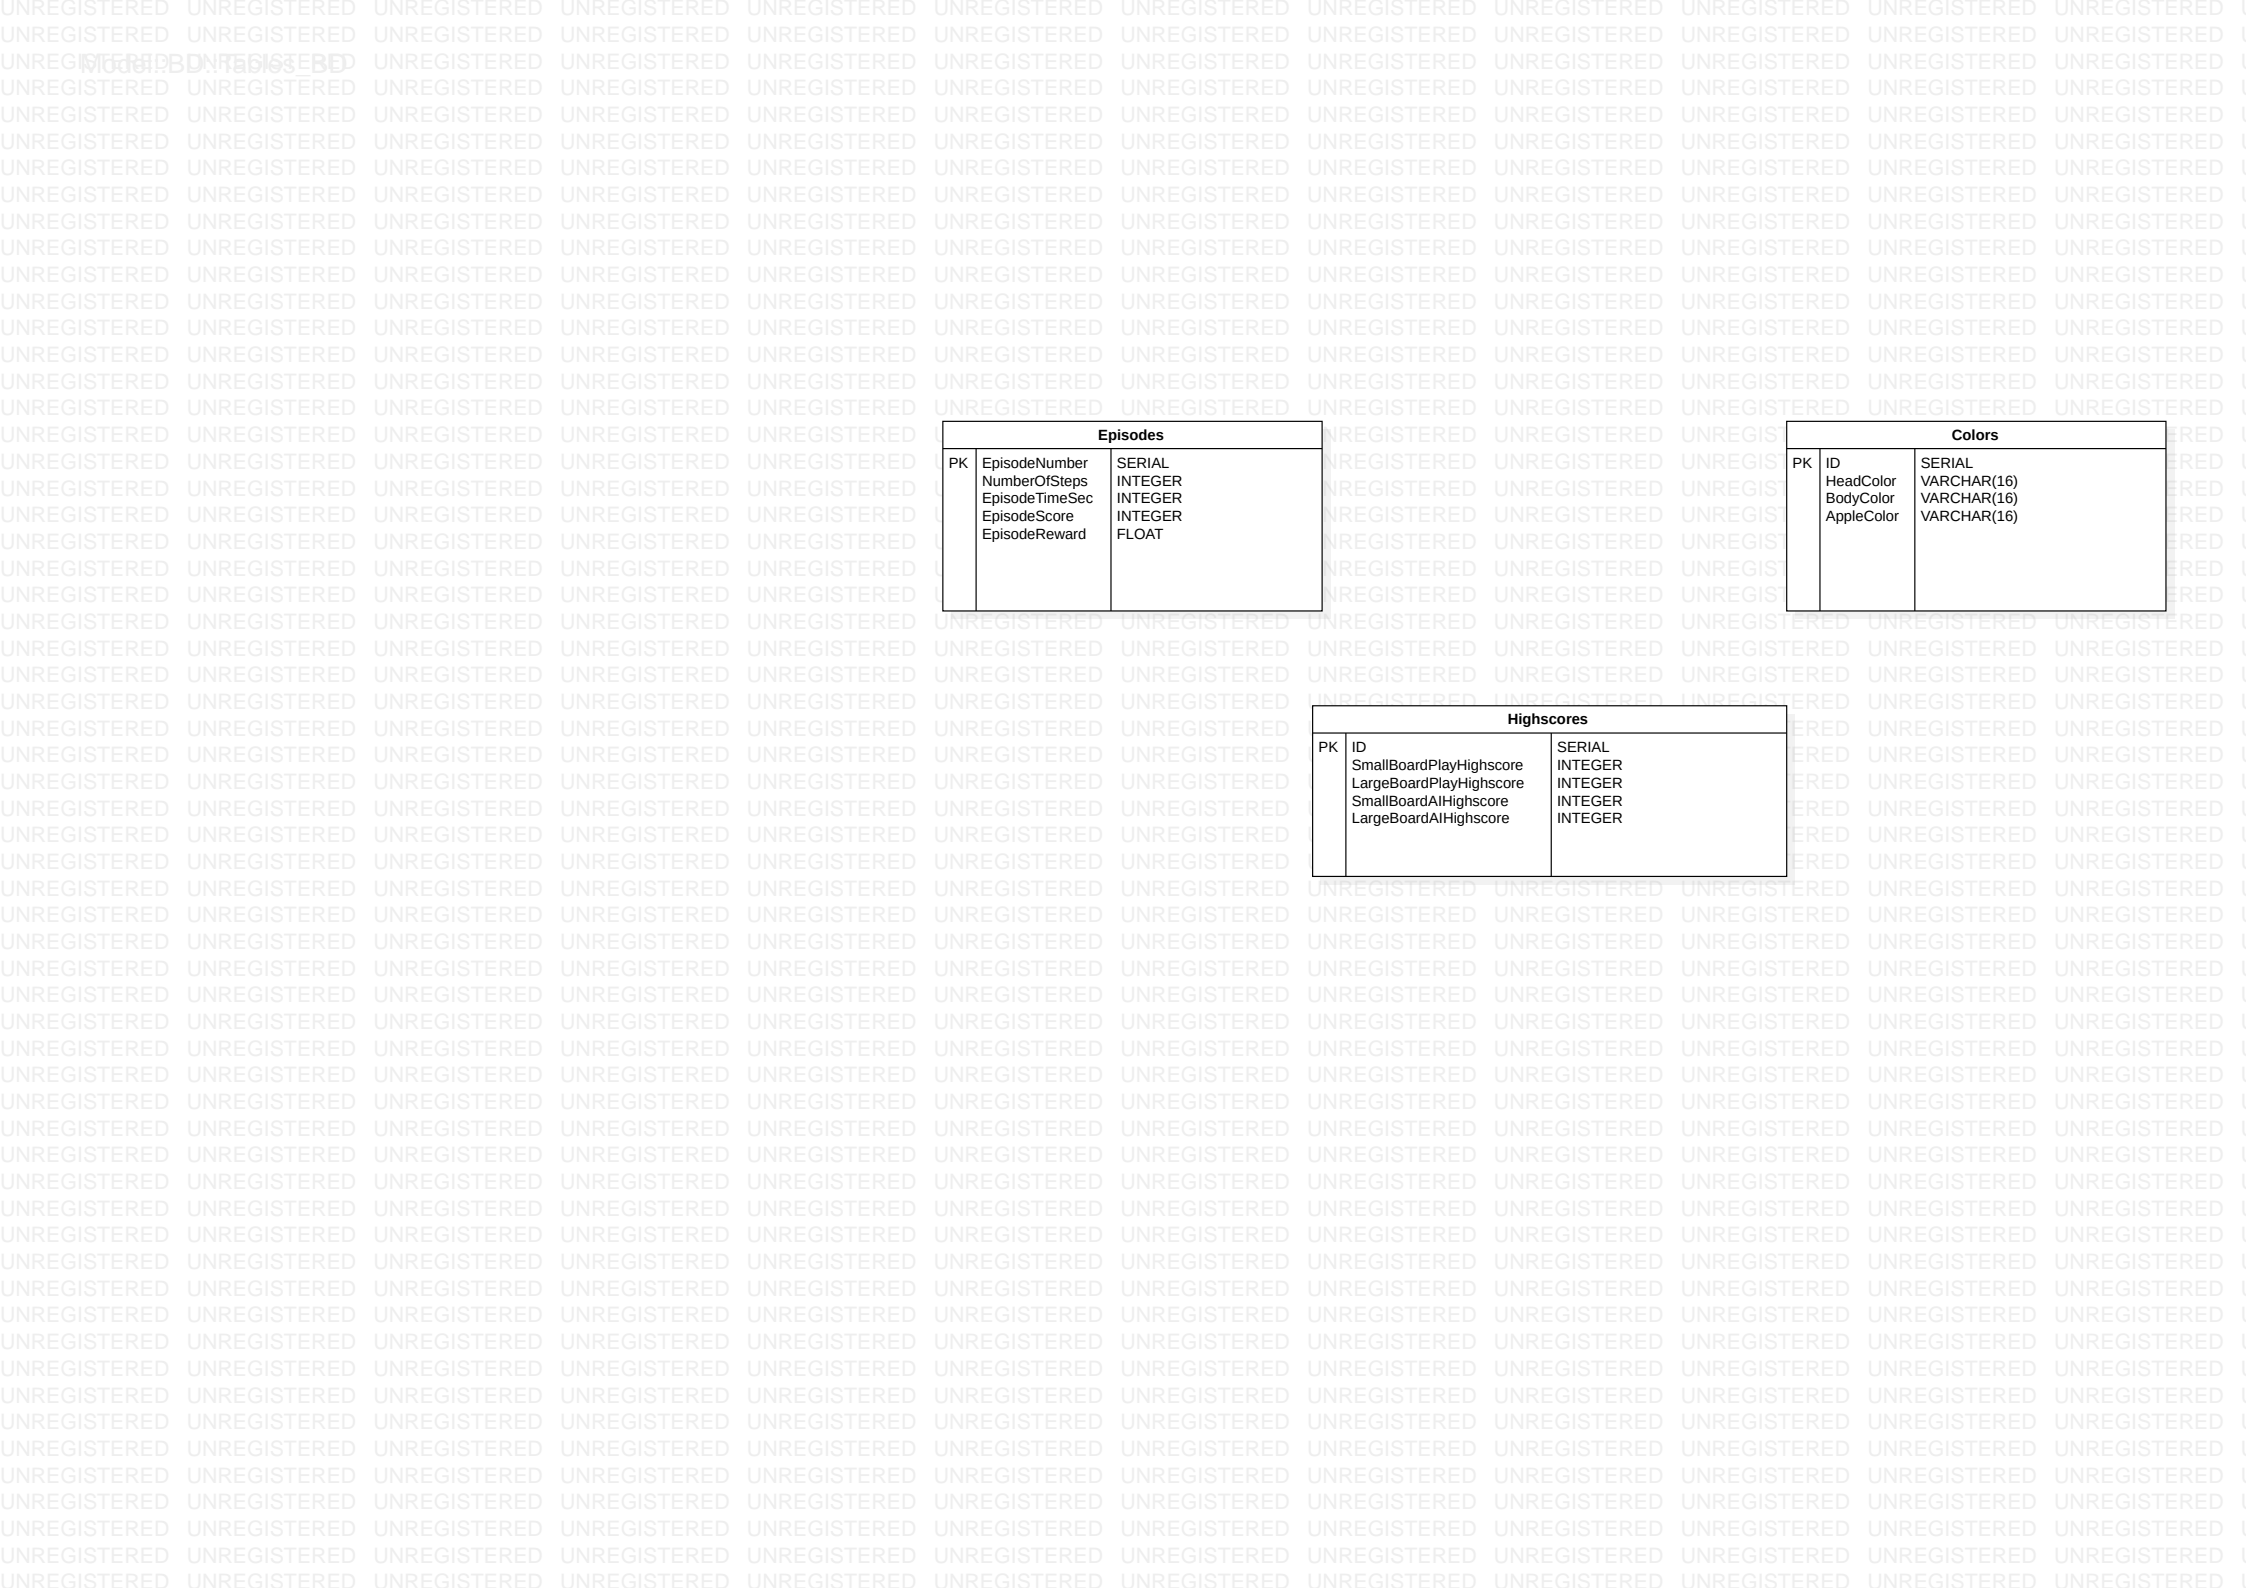 Model::BD::Tables_BD
Episodes
PK EpisodeNumber SERIAL
NumberOfSteps INTEGER
EpisodeTimeSec INTEGER
EpisodeScore INTEGER
EpisodeReward FLOAT
Colors
PK ID SERIAL
HeadColor VARCHAR(16)
BodyColor VARCHAR(16)
AppleColor VARCHAR(16)
Highscores
PK ID SERIAL
SmallBoardPlayHighscore INTEGER
LargeBoardPlayHighscore INTEGER
SmallBoardAIHighscore INTEGER
LargeBoardAIHighscore INTEGER
UNREGISTERED